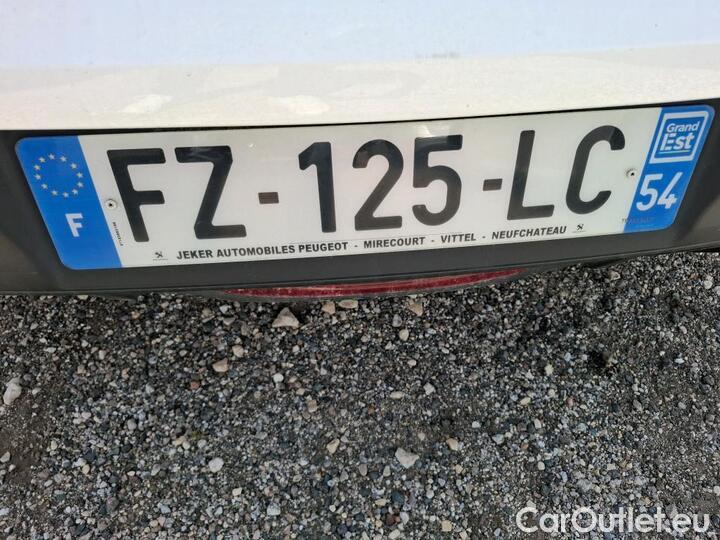 Grand
Est
F FZ-125-LC 54
JEKER AUTOMOBILES PEUGEOT - MIRECOURT - VITTEL - NEUFCHATEAU
CarOutlet.eu